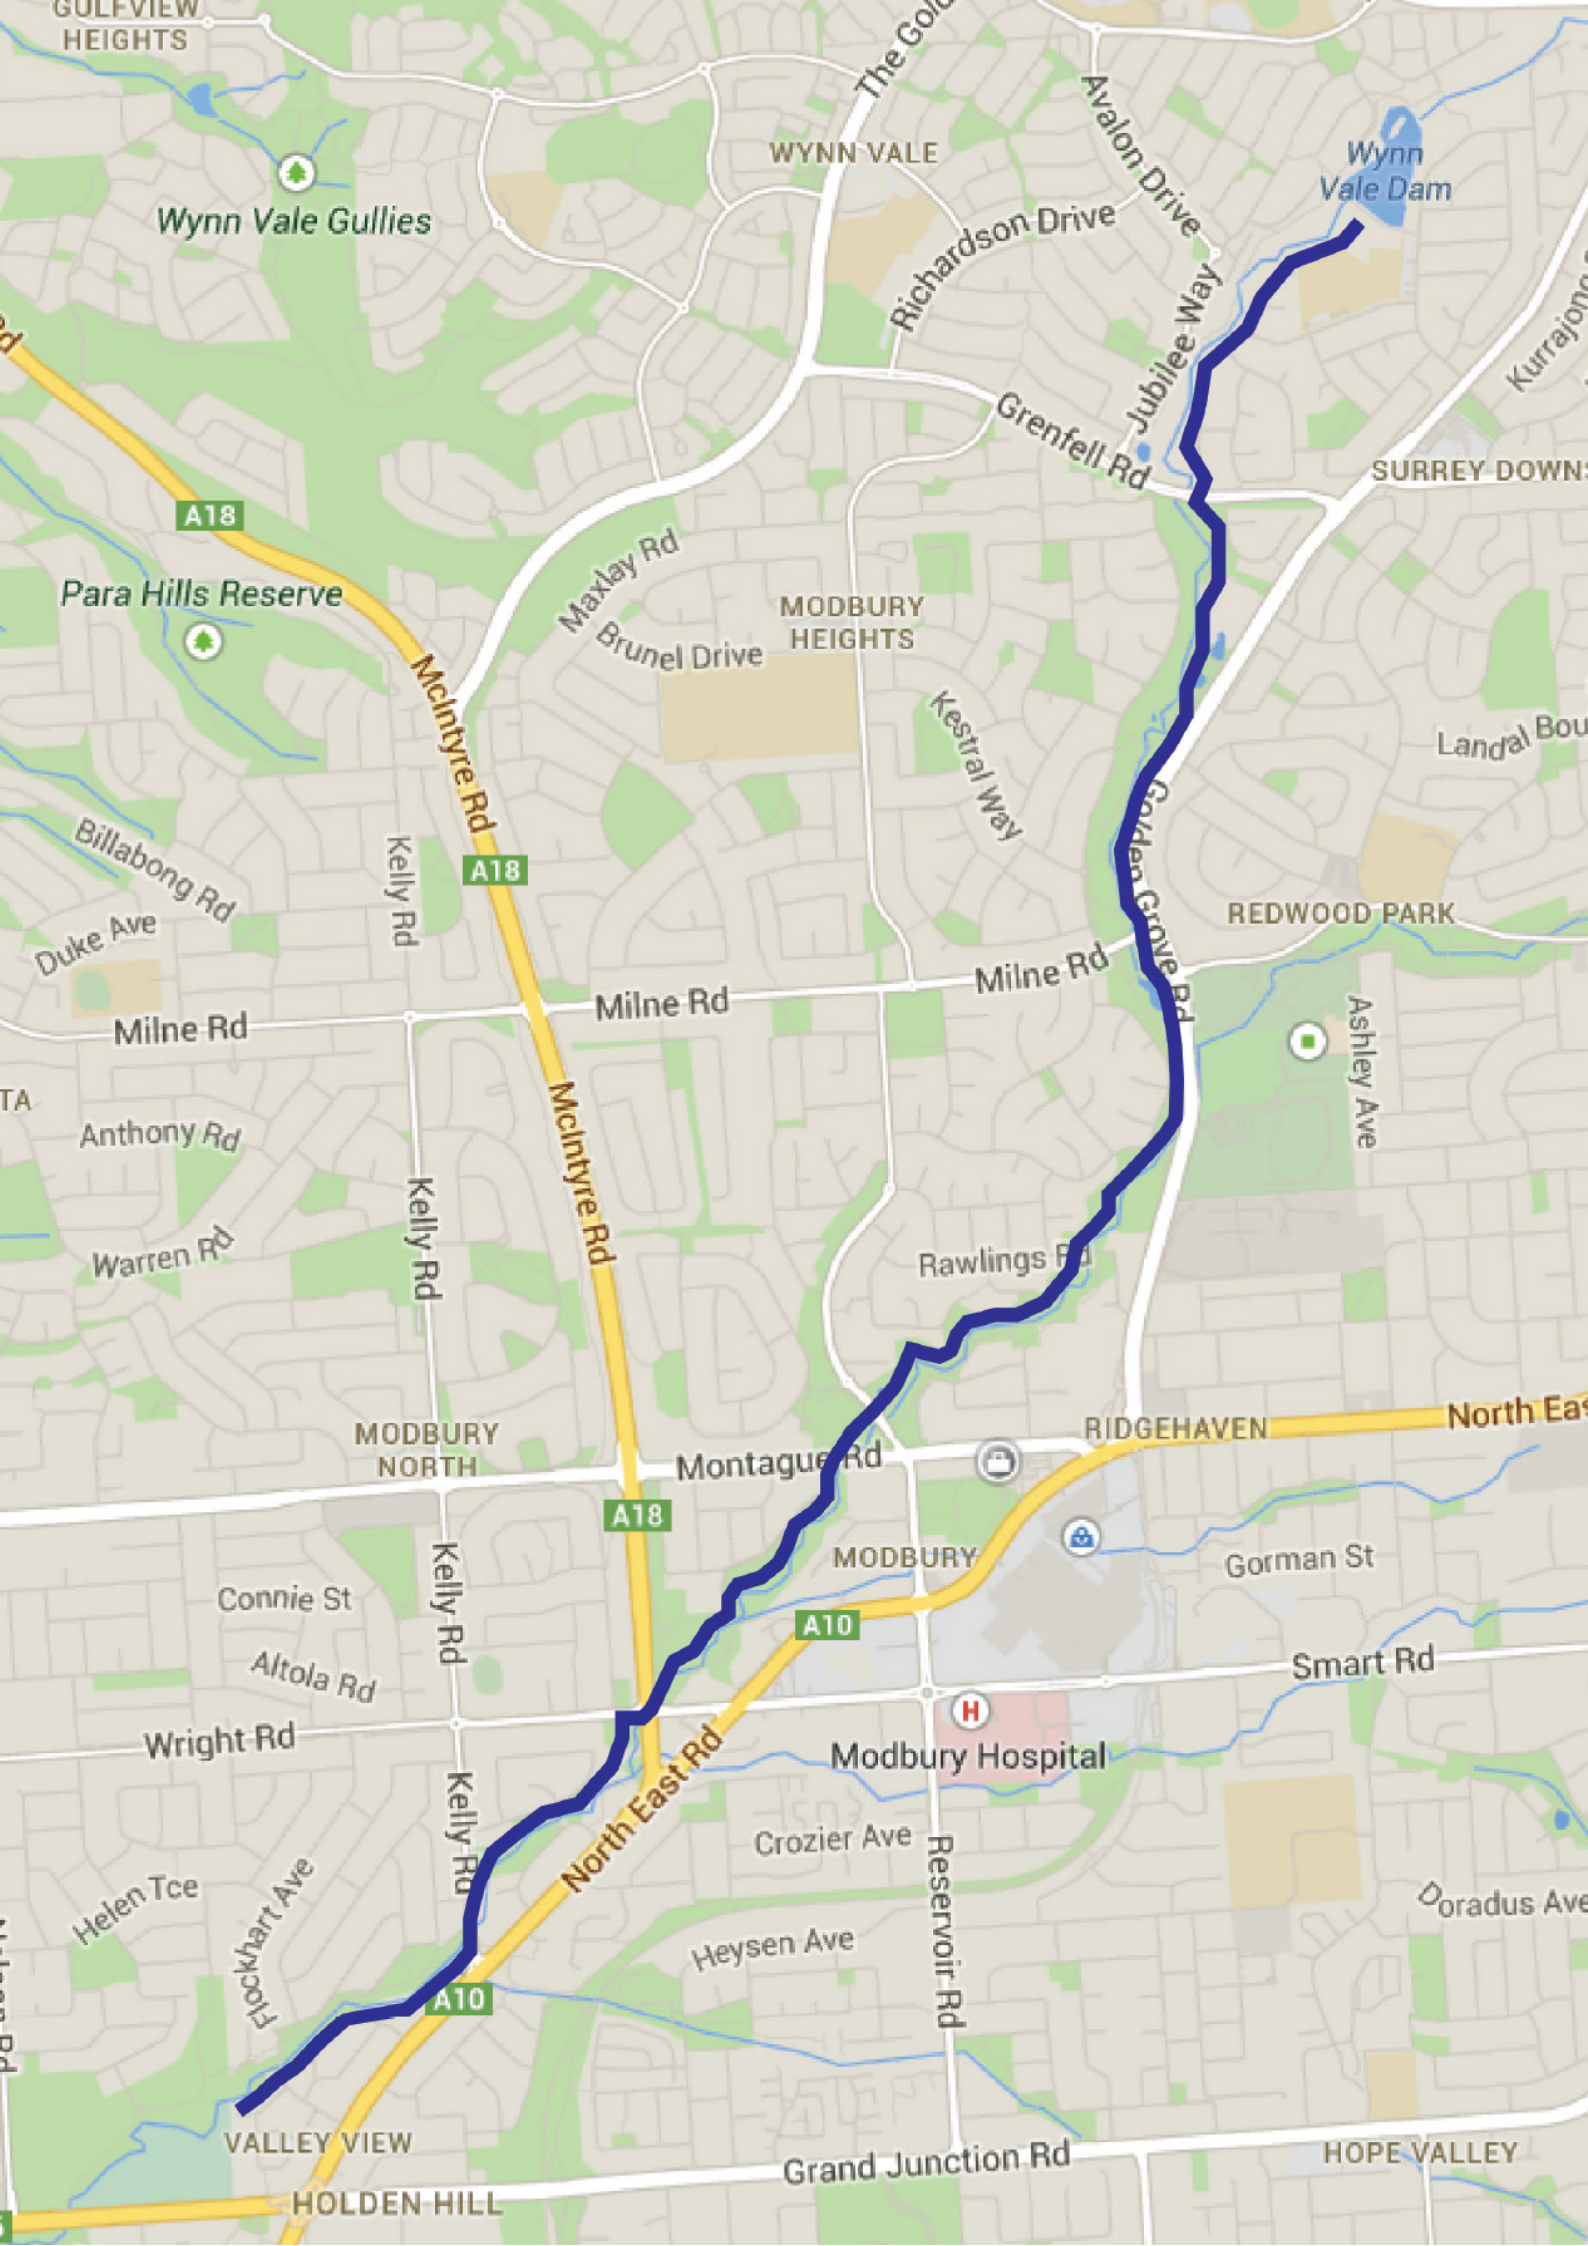 GULFVIEW
HEIGHTS
The Gold
Avalon Drive
WYNN VALE
Wynn
Vale Dam
Wynn Vale Gullies
Richardson Drive
Jubilee Way
Kurrajong
Grenfell Rd
SURREY DOWNS
A18
Maxlay Rd
Para Hills Reserve
MODBURY
HEIGHTS
Brunel Drive
McIntyre Rd
Kestral Way
Landal Bou
Golden Grove Rd
Billabong Rd
Kelly Rd
A18
Duke Ave
REDWOOD PARK
Milne Rd
Milne Rd
Milne Rd
Ashley Ave
TA
Anthony Rd
McIntyre Rd
Kelly Rd
Warren Rd
Rawlings Rd
MODBURY
NORTH
Montague Rd
RIDGEHAVEN
North Eas
A18
MODBURY
Gorman St
Kelly Rd
Connie St
A10
Altola Rd
Smart Rd
Wright Rd
H
Modbury Hospital
North East Rd
Kelly Rd
Crozier Ave
Reservoir Rd
Helen Tce
Flockhart Ave
Doradus Ave
Heysen Ave
A10
VALLEY VIEW
Grand Junction Rd
HOPE VALLEY
HOLDEN HILL